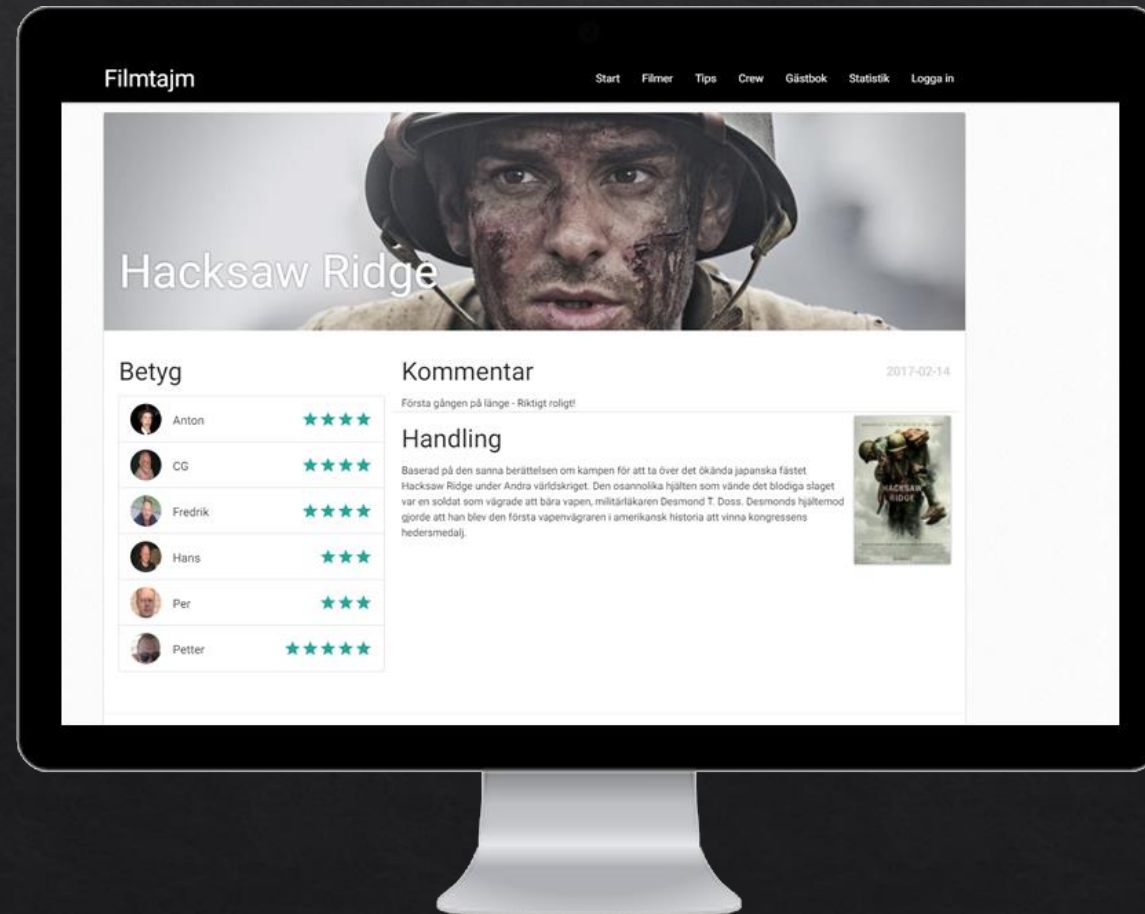 Filmtajm
Start Filmer Tips Crew Gästbok Statistik Logga in
Hacksaw Ridge
Betyg
Anton
CG
Fredrik
Hans
Per
Petter
Kommentar
2017-02-14
Första gången på länge - Riktigt roligt!
Handling
Baserad på den sanna berättelsen om kampen för att ta över det ökända japanska fästet
Hacksaw Ridge under Andra världskriget. Den osannolika hjälten som vände det blodiga slaget
var en soldat som vägrade att bära vapen, militärläkaren Desmond T. Doss. Desmonds hjältemod
gjorde att han blev den första vapenvägraren i amerikansk historia att vinna kongressens
hedersmedalj.
HACKSAW
RIDGE